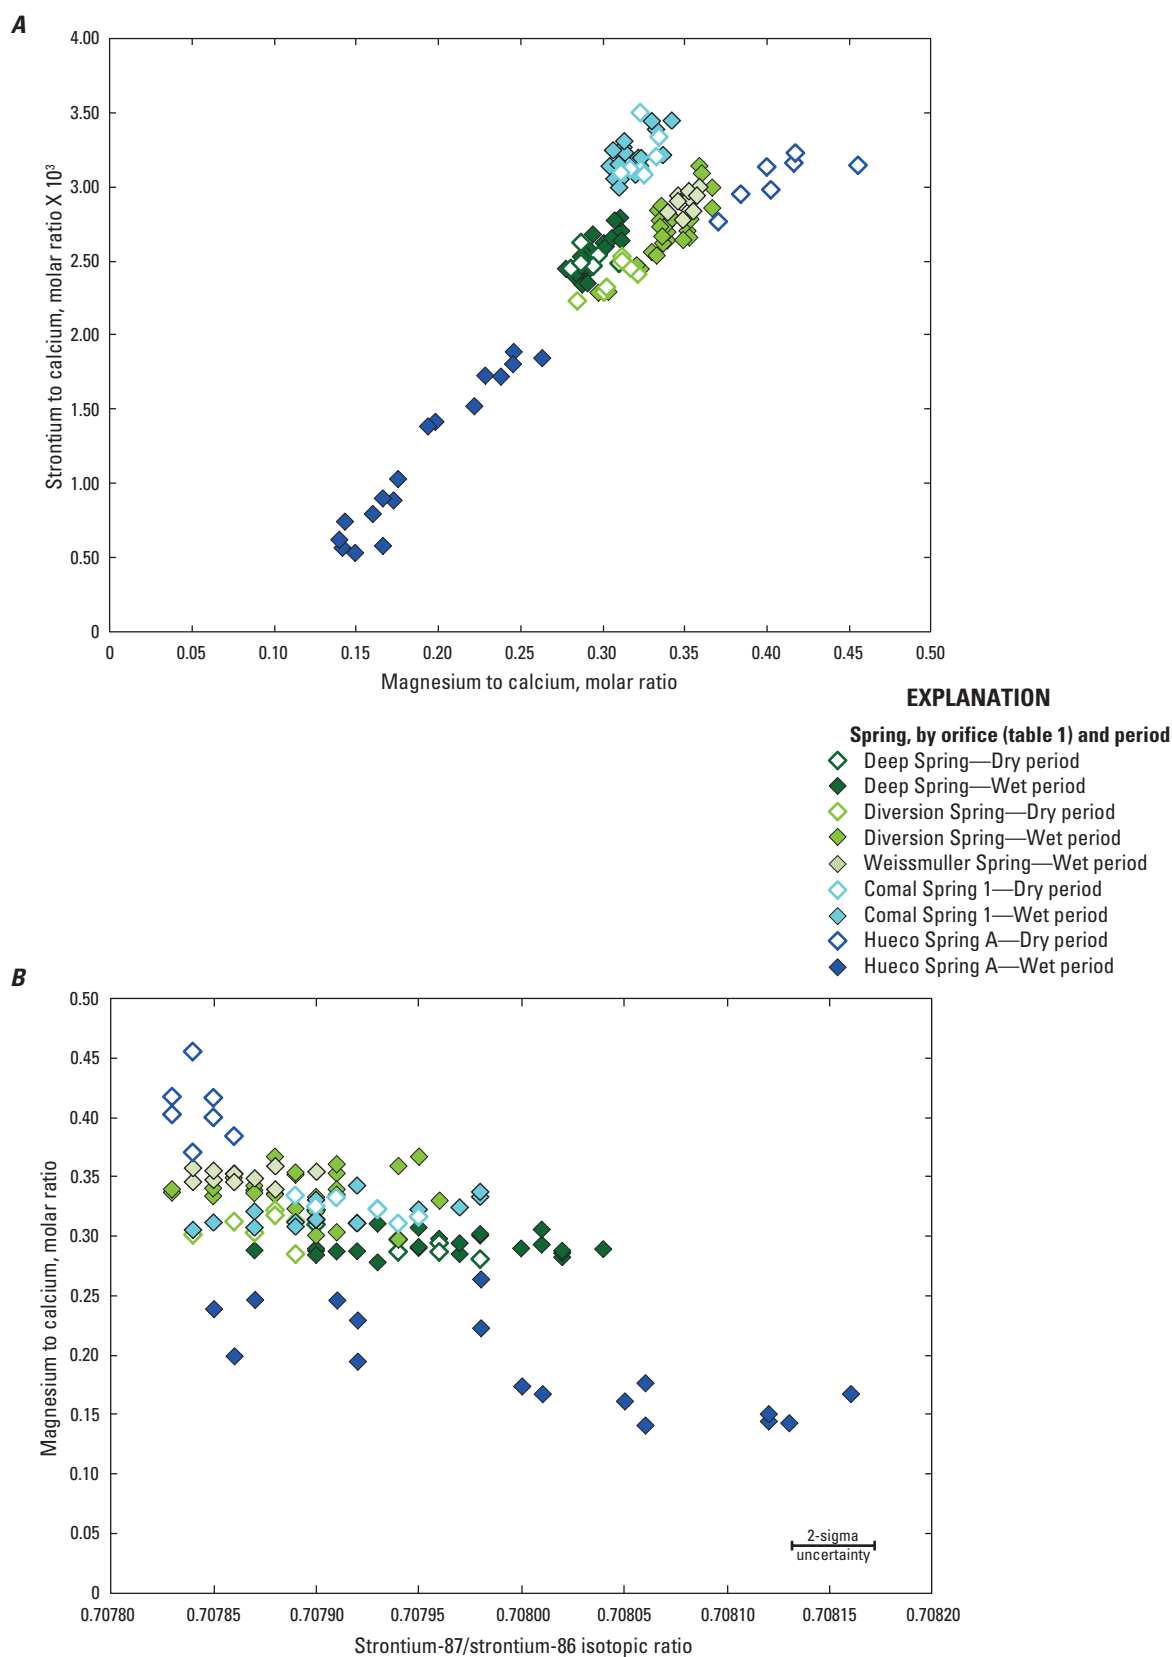 A
4.00
3.50
3.00
2.50
2.00
1.50
1.00
0.50
0
Strontium to calcium, molar ratio X 10³
0 0.05 0.10 0.15 0.20 0.25 0.30 0.35 0.40 0.45 0.50
Magnesium to calcium, molar ratio
EXPLANATION
Spring, by orifice (table 1) and period
Deep Spring—Dry period
Deep Spring—Wet period
Diversion Spring—Dry period
Diversion Spring—Wet period
Weissmuller Spring—Wet period
Comal Spring 1—Dry period
Comal Spring 1—Wet period
Hueco Spring A—Dry period
Hueco Spring A—Wet period
B
0.50
0.45
0.40
0.35
0.30
0.25
0.20
0.15
0.10
0.05
0
Magnesium to calcium, molar ratio
2-sigma
uncertainty
0.70780 0.70785 0.70790 0.70795 0.70800 0.70805 0.70810 0.70815 0.70820
Strontium-87/strontium-86 isotopic ratio